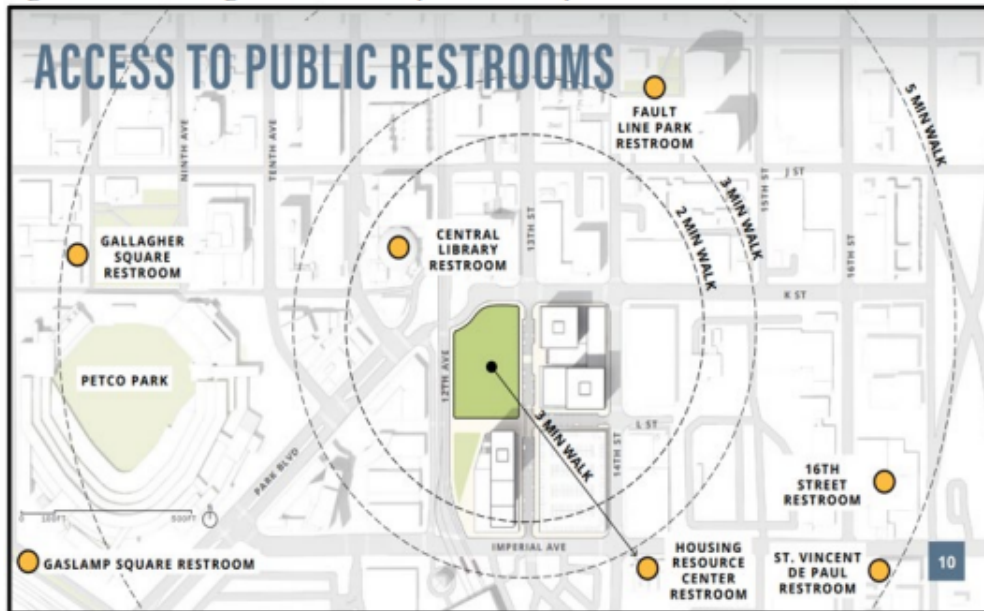 ACCESS TO PUBLIC RESTROOMS
FAULT
LINE PARK
RESTROOM
5 MIN WALK
NINTH AVE
TENTH AVE
J ST
15TH ST
3 MIN WALK
2 MIN WALK
GALLAGHER
SQUARE
RESTROOM
CENTRAL
LIBRARY
RESTROOM
13TH ST
16TH ST
K ST
PETCO PARK
12TH AVE
3 MIN WALK
L ST
14TH ST
PARK BLVD
16TH
STREET
RESTROOM
0 100FT 500FT
IMPERIAL AVE
GASLAMP SQUARE RESTROOM
HOUSING
RESOURCE
CENTER
RESTROOM
ST. VINCENT
DE PAUL
RESTROOM
10